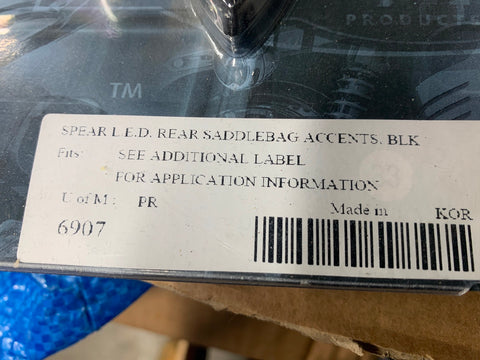 PRODUCTS
TM
SPEAR L.E.D. REAR SADDLEBAG ACCENTS, BLK
Fits: SEE ADDITIONAL LABEL
FOR APPLICATION INFORMATION
U of M: PR
Made in KOR
6907